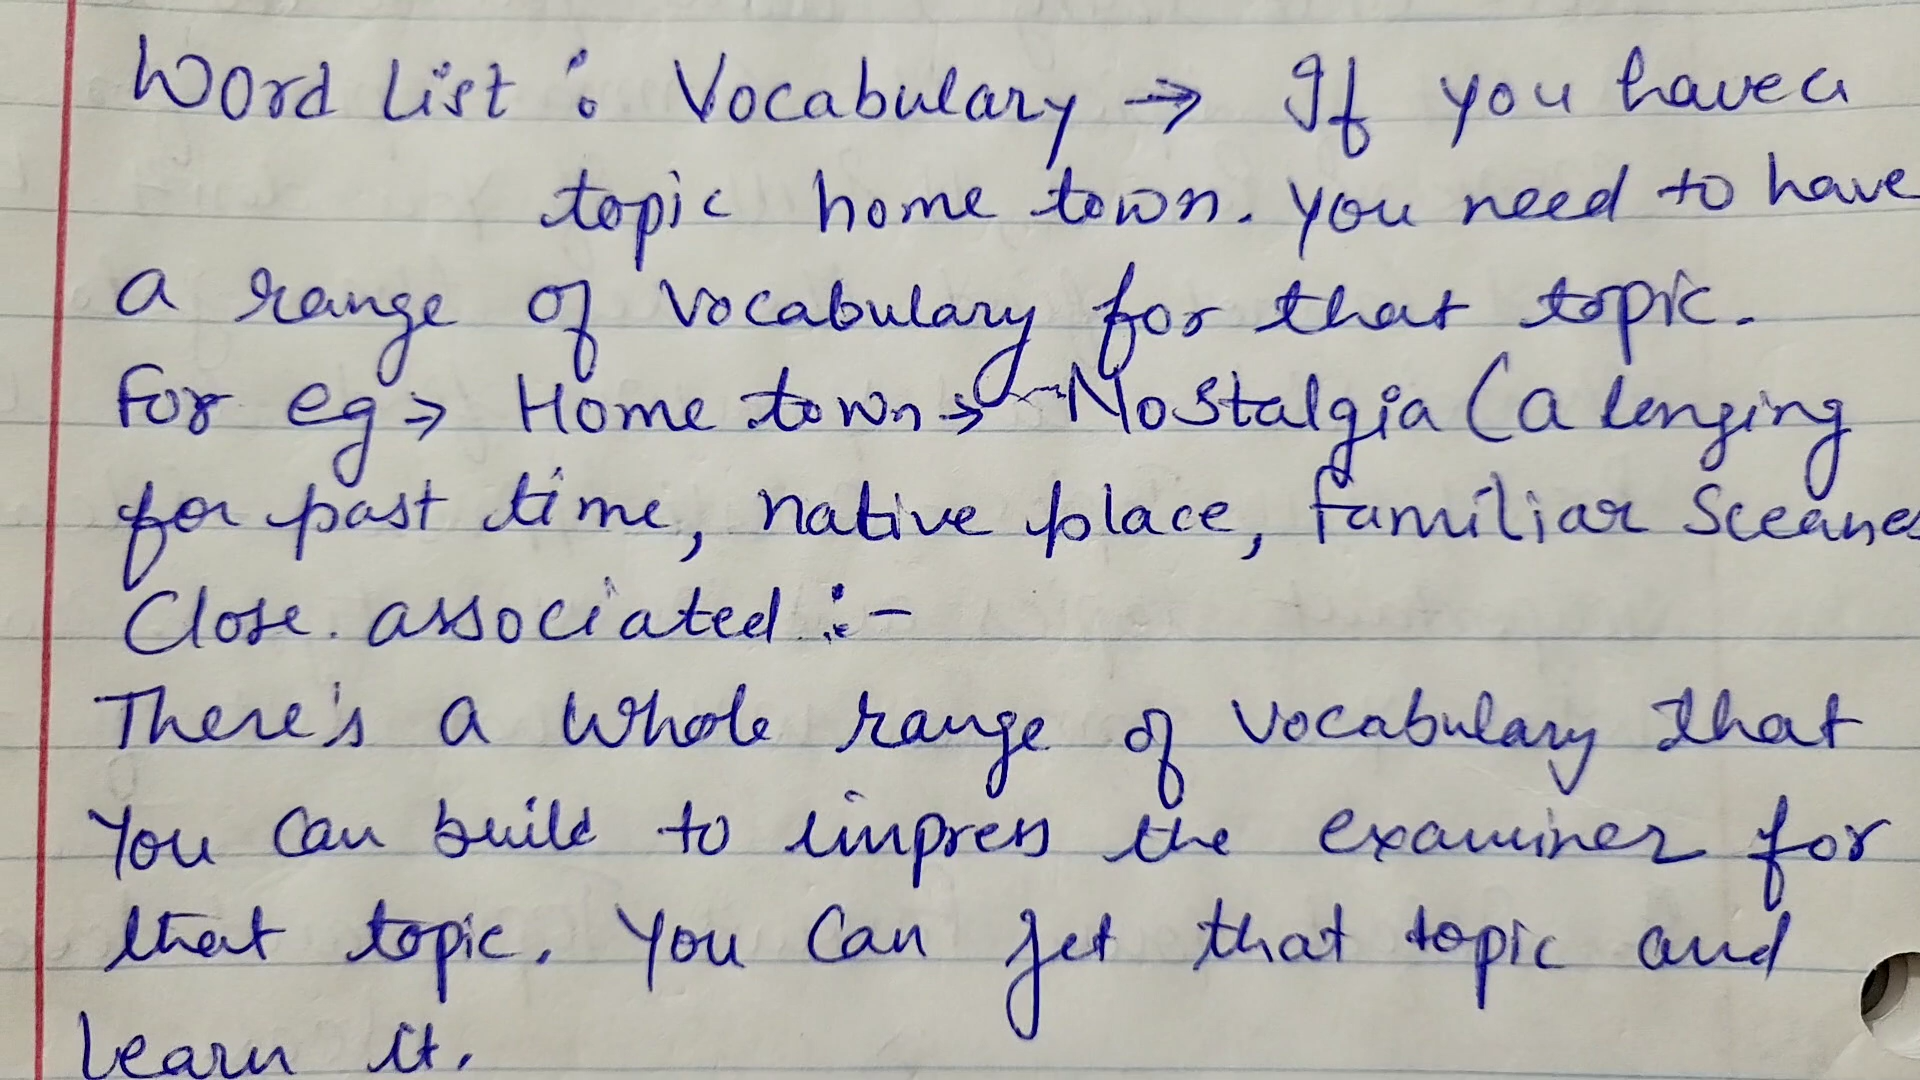 Word List : Vocabulary → If you have a
topic home town. You need to have
a range of vocabulary for that topic.
For eg → Home town → Nostalgia (a longing
for past time, native place, familiar Sceanes
Close. associated :-
There's a whole range of vocabulary that
You can build to impress the examiner for
that topic. You can get that topic and
learn it.